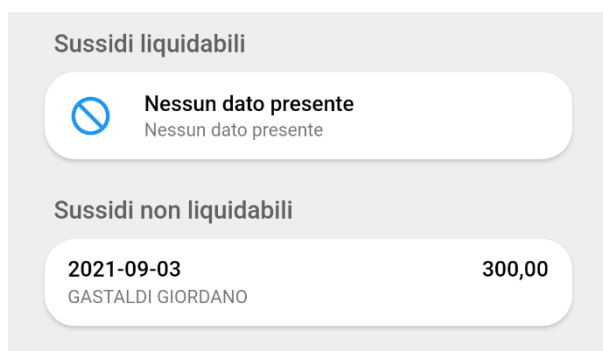 Sussidi liquidabili
Nessun dato presente
Nessun dato presente
Sussidi non liquidabili
2021-09-03 300,00
GASTALDI GIORDANO